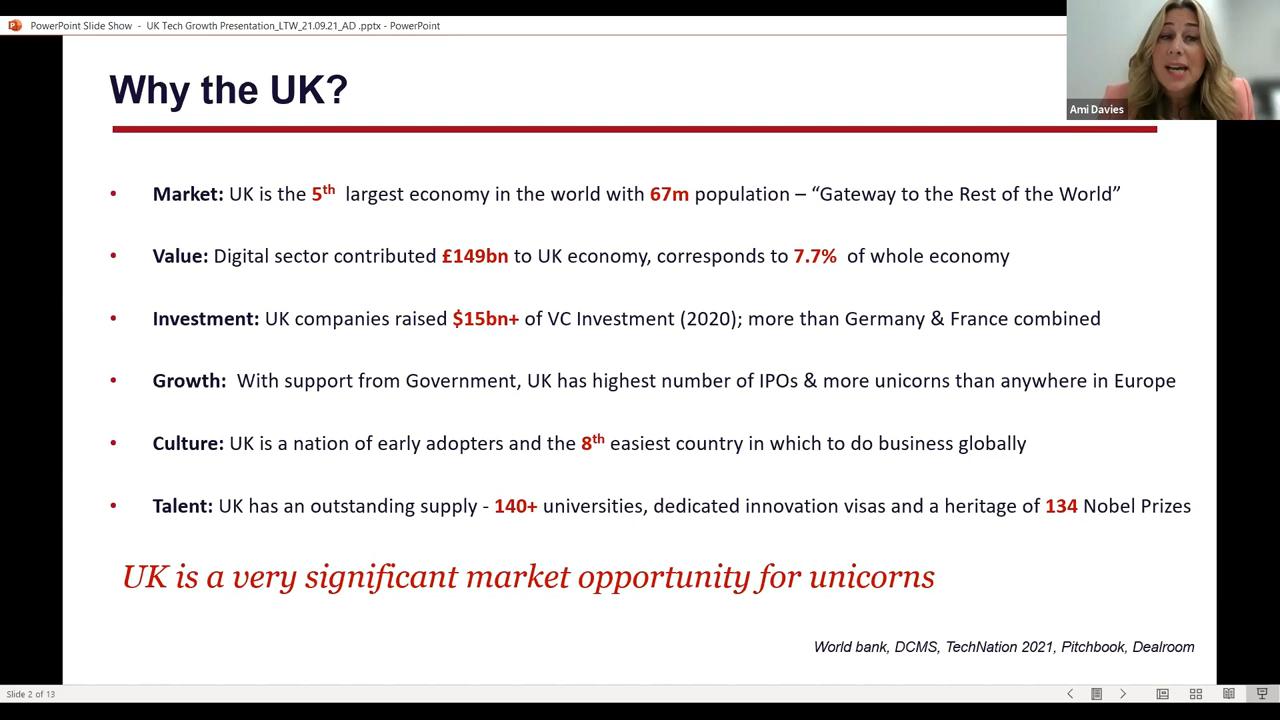 PowerPoint Slide Show - UK Tech Growth Presentation_LTW_21.09.21_AD .pptx - PowerPoint
Ami Davies
Why the UK?
• Market: UK is the 5th largest economy in the world with 67m population – “Gateway to the Rest of the World”
• Value: Digital sector contributed £149bn to UK economy, corresponds to 7.7% of whole economy
• Investment: UK companies raised $15bn+ of VC Investment (2020); more than Germany & France combined
• Growth: With support from Government, UK has highest number of IPOs & more unicorns than anywhere in Europe
• Culture: UK is a nation of early adopters and the 8th easiest country in which to do business globally
• Talent: UK has an outstanding supply - 140+ universities, dedicated innovation visas and a heritage of 134 Nobel Prizes
UK is a very significant market opportunity for unicorns
World bank, DCMS, TechNation 2021, Pitchbook, Dealroom
Slide 2 of 13